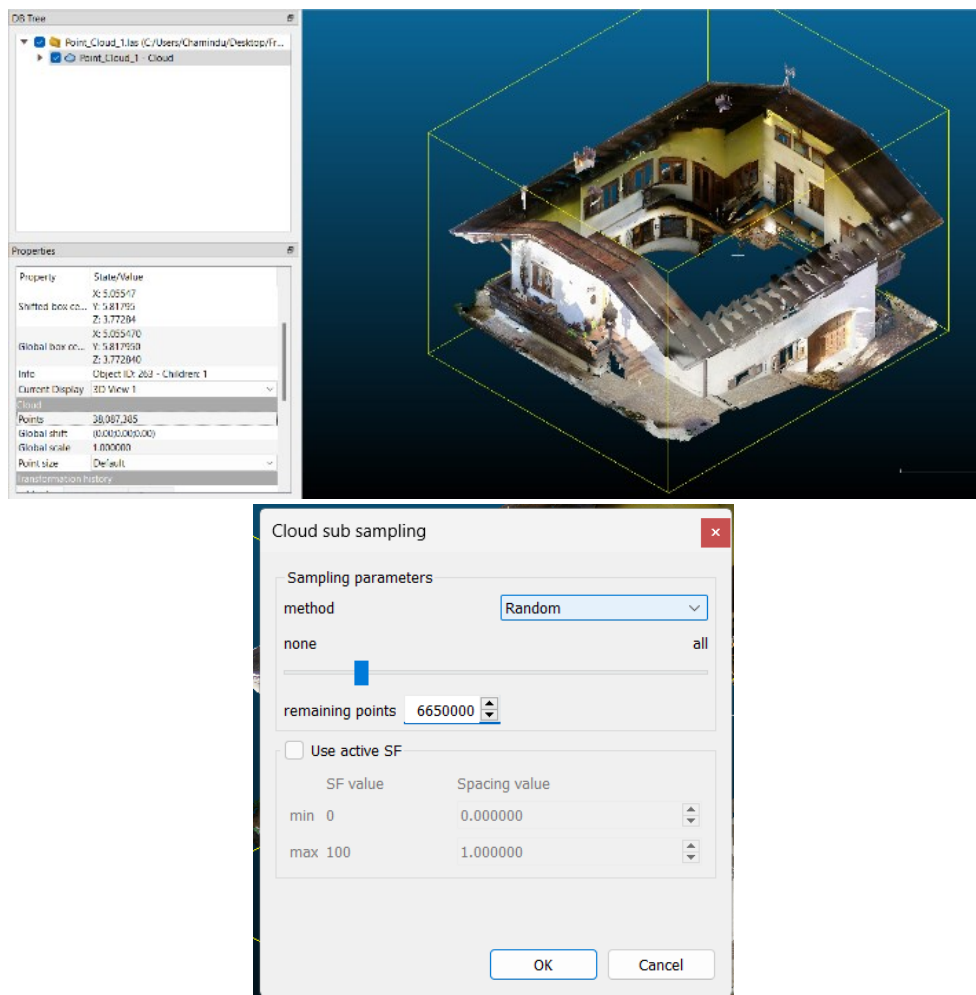 DB Tree
Point_Cloud_1.las (C:/Users/Chamindu/Desktop/Fr...
Point_Cloud_1 - Cloud
Properties
Property State/Value
X: 5.05547
Shifted box ce... Y: 5.81795
Z: 3.77284
X: 5.055470
Global box ce... Y: 5.817950
Z: 3.772840
Info Object ID: 263 - Children: 1
Current Display 3D View 1
Cloud
Points 38,087,385
Global shift (0.00;0.00;0.00)
Global scale 1.000000
Point size Default
Transformation history
Cloud sub sampling
Sampling parameters
method Random
none all
remaining points 6650000
Use active SF
SF value Spacing value
min 0 0.000000
max 100 1.000000
OK Cancel